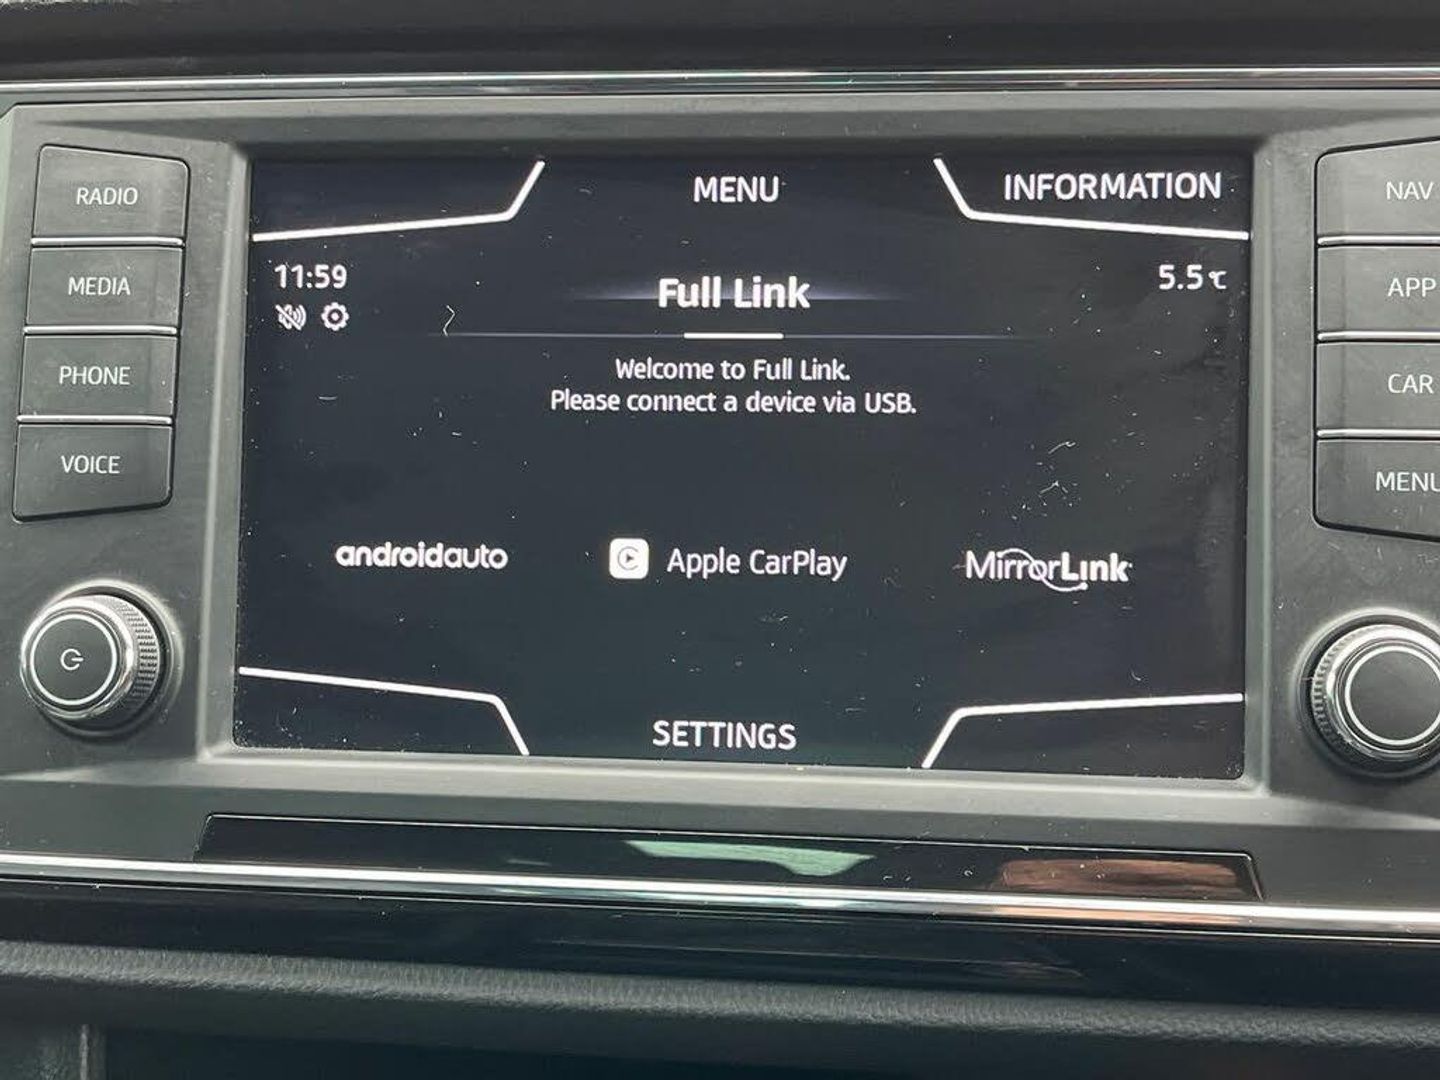 RADIO
MEDIA
PHONE
VOICE
MENU
INFORMATION
11:59
5.5°C
Full Link
Welcome to Full Link.
Please connect a device via USB.
androidauto
Apple CarPlay
MirrorLink
SETTINGS
NAV
APP
CAR
MENU